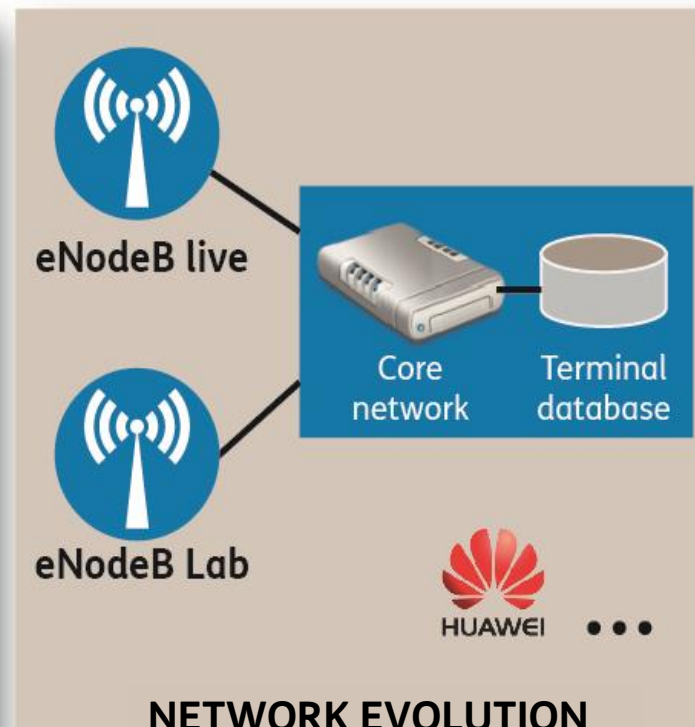 eNodeB live
Core
network
Terminal
database
eNodeB Lab
HUAWEI
...
NETWORK EVOLUTION